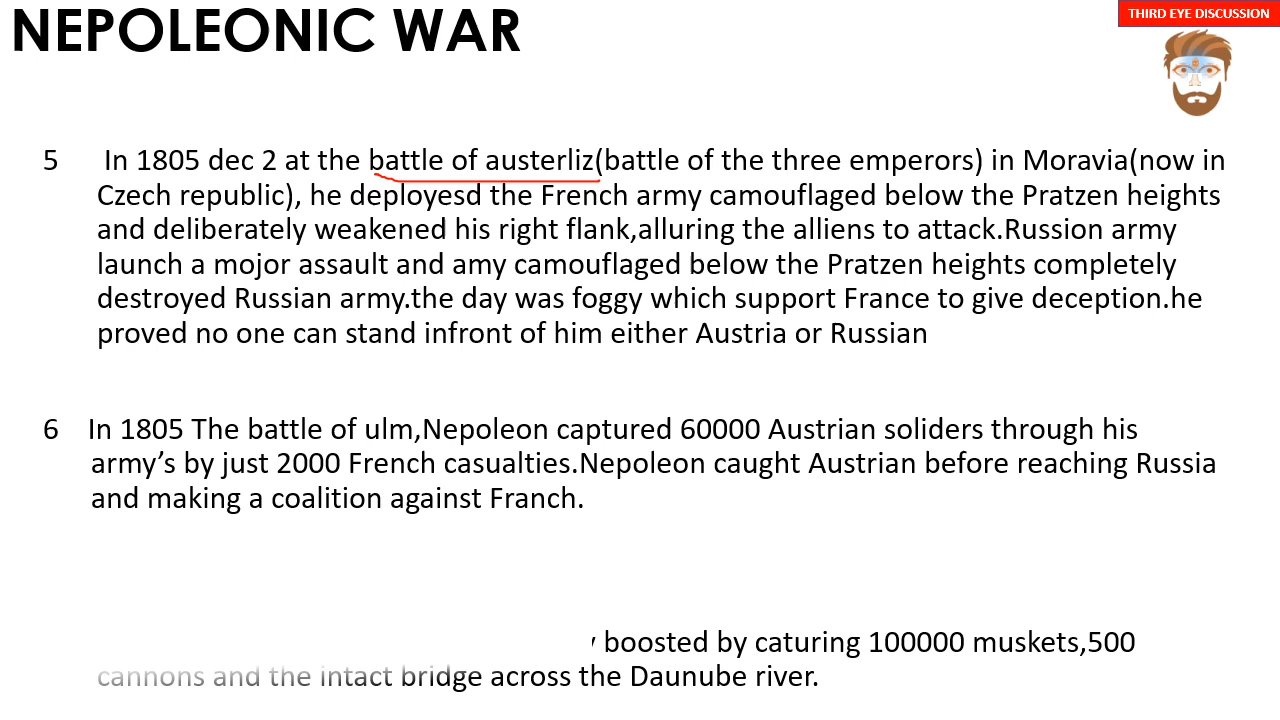 NEPOLEONIC WAR
THIRD EYE DISCUSSION
5 In 1805 dec 2 at the battle of austerliz(battle of the three emperors) in Moravia(now in
Czech republic), he deployesd the French army camouflaged below the Pratzen heights
and deliberately weakened his right flank,alluring the alliens to attack.Russion army
launch a mojor assault and amy camouflaged below the Pratzen heights completely
destroyed Russian army.the day was foggy which support France to give deception.he
proved no one can stand infront of him either Austria or Russian
6 In 1805 The battle of ulm,Nepoleon captured 60000 Austrian soliders through his
army’s by just 2000 French casualties.Nepoleon caught Austrian before reaching Russia
and making a coalition against Franch.
boosted by caturing 100000 muskets,500
cannons and the intact bridge across the Daunube river.